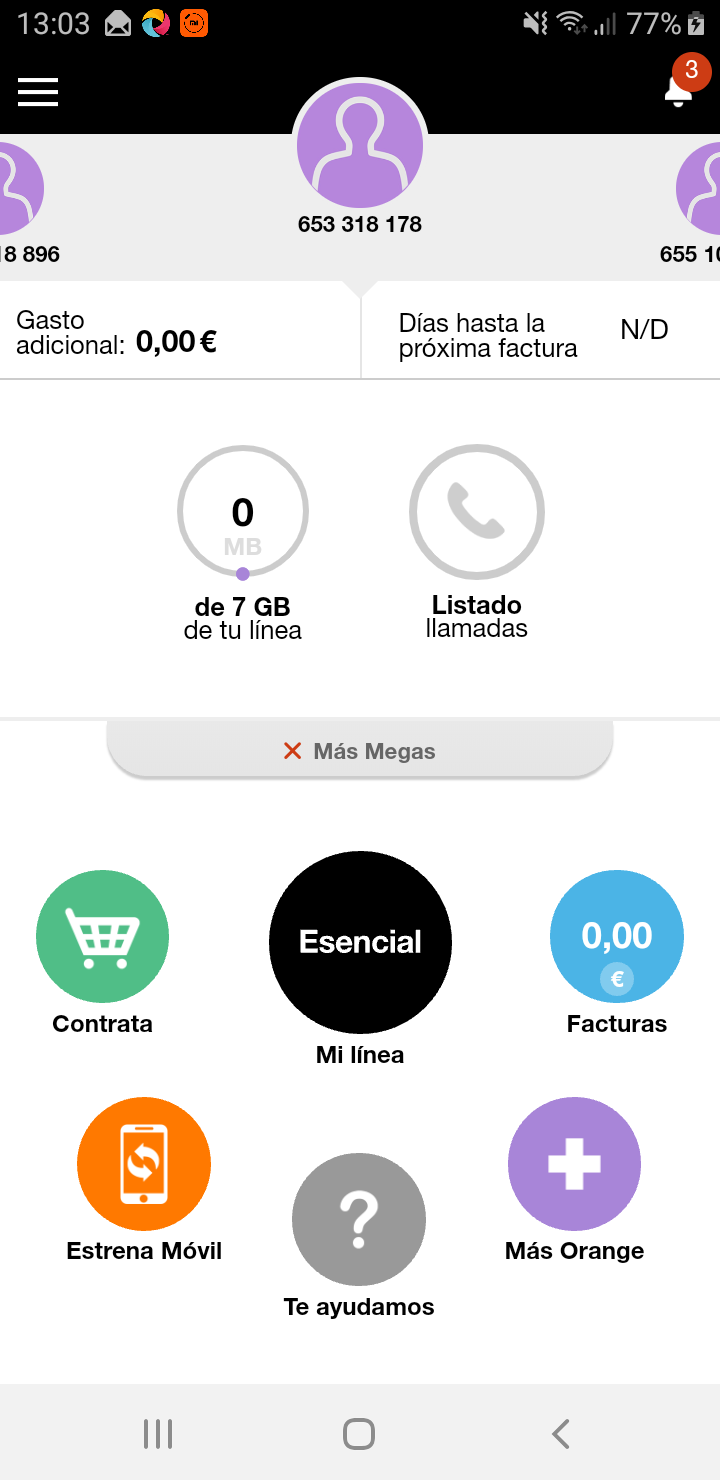 13:03
77%
3
653 318 178
18 896
655 10
Gasto
adicional: 0,00 €
Días hasta la
próxima factura
N/D
0
MB
de 7 GB
de tu línea
Listado
llamadas
Más Megas
Esencial
0,00
€
Contrata
Mi línea
Facturas
Estrena Móvil
Te ayudamos
Más Orange